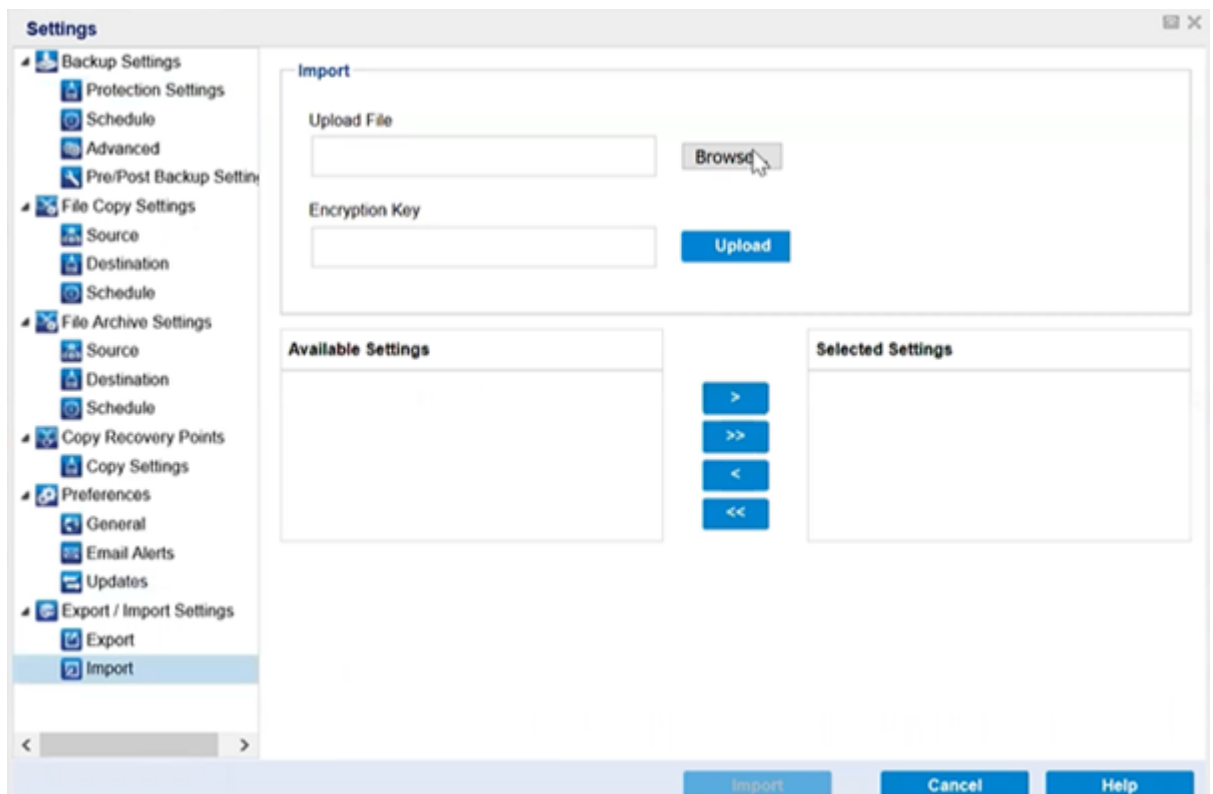 Settings
Backup Settings
Protection Settings
Schedule
Advanced
Pre/Post Backup Settin
File Copy Settings
Source
Destination
Schedule
File Archive Settings
Source
Destination
Schedule
Copy Recovery Points
Copy Settings
Preferences
General
Email Alerts
Updates
Export / Import Settings
Export
Import
Import
Upload File
Browse
Encryption Key
Upload
Available Settings
>
>>
<
<<
Selected Settings
Import
Cancel
Help